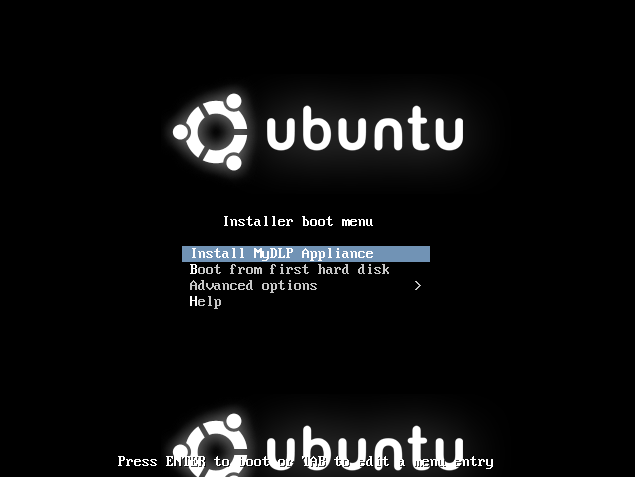 ubuntu
Installer boot menu
Install MyDLP Appliance
Boot from first hard disk
Advanced options >
Help
ubuntu
Press ENTER to boot or TAB to edit a menu entry